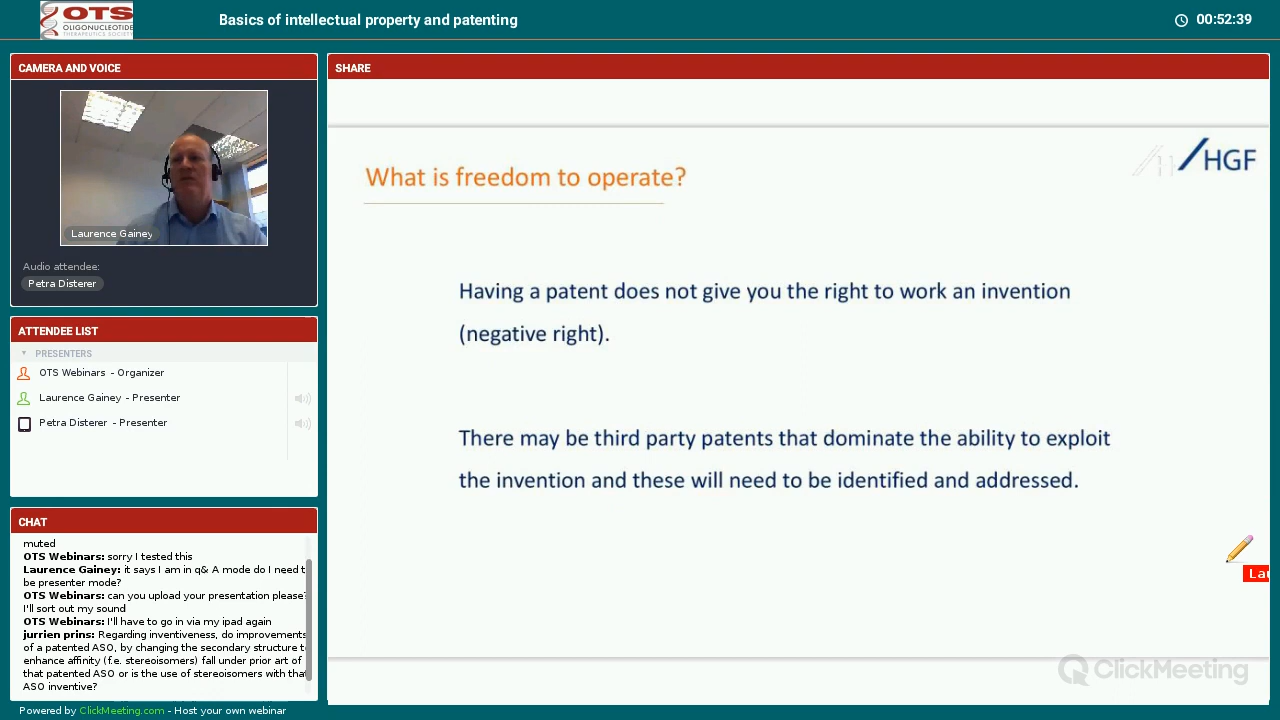 OTS
OLIGONUCLEOTIDE
THERAPEUTICS SOCIETY
Basics of intellectual property and patenting
00:52:39
CAMERA AND VOICE
Laurence Gainey
Audio attendee:
Petra Disterer
ATTENDEE LIST
PRESENTERS
OTS Webinars - Organizer
Laurence Gainey - Presenter
Petra Disterer - Presenter
CHAT
muted
OTS Webinars: sorry I tested this
Laurence Gainey: it says I am in q& A mode do I need t
be presenter mode?
OTS Webinars: can you upload your presentation please?
I'll sort out my sound
OTS Webinars: I'll have to go in via my ipad again
jurrien prins: Regarding inventiveness, do improvements
of a patented ASO, by changing the secondary structure t
enhance affinity (f.e. stereoisomers) fall under prior art of
that patented ASO or is the use of stereoisomers with that
ASO inventive?
Powered by ClickMeeting.com - Host your own webinar
SHARE
HGF
What is freedom to operate?
Having a patent does not give you the right to work an invention
(negative right).
There may be third party patents that dominate the ability to exploit
the invention and these will need to be identified and addressed.
Lau
ClickMeeting